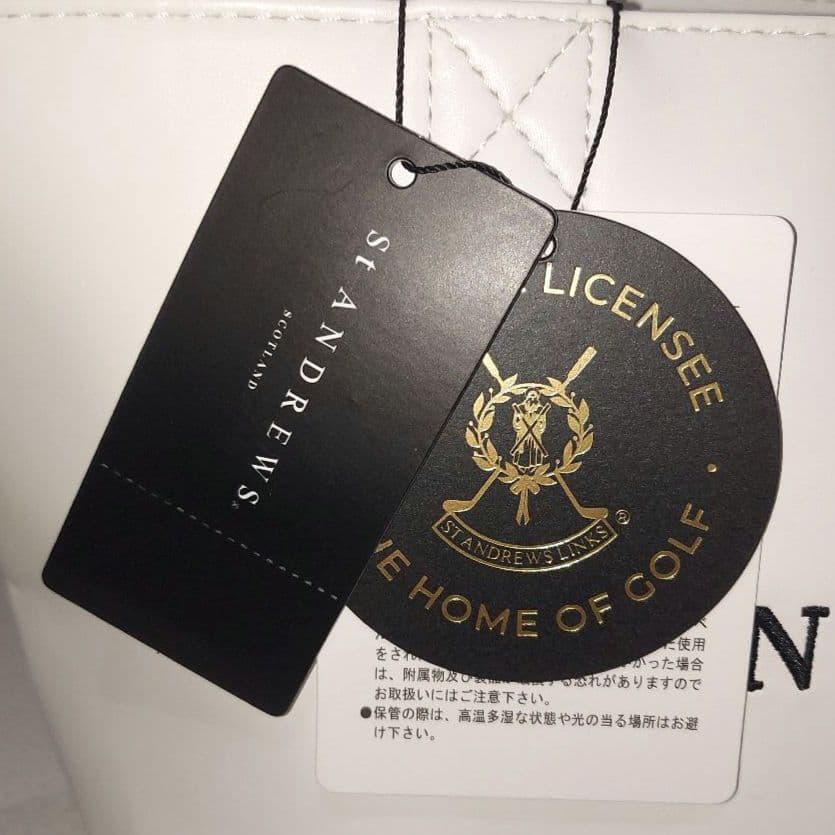 St ANDREWS®
SCOTLAND
LICENSEE
HOME OF GOLF
ST ANDREWS LINKS®
使用
かった場合
は、附属物及び
する恐れがありますので
お取扱いにはご注意下さい。
●保管の際は、高温多湿な状態や光の当る場所はお避
け下さい。
N